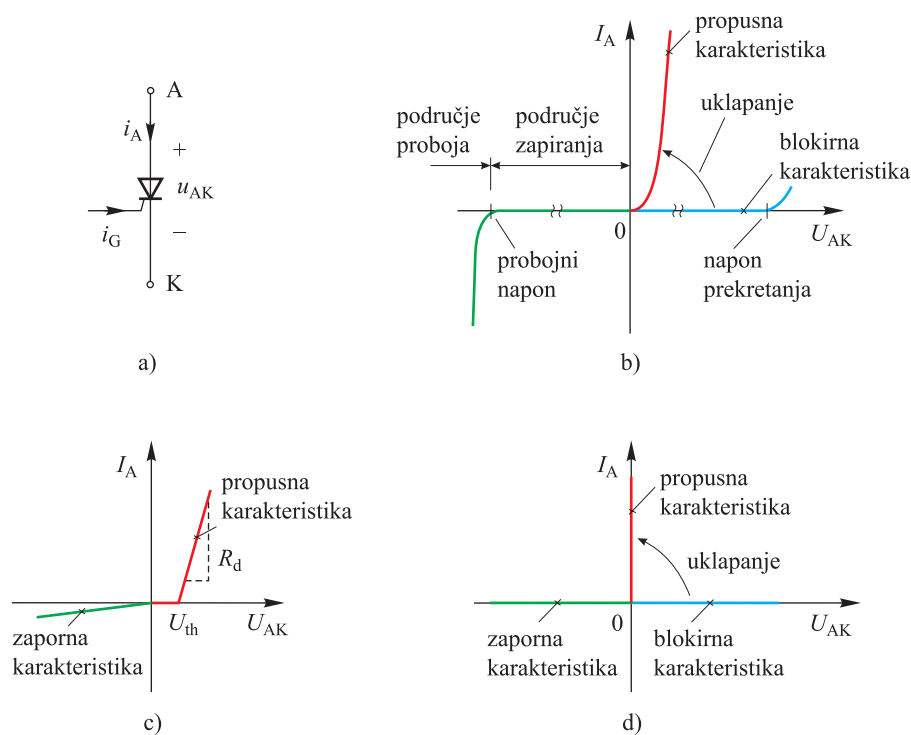 A
i_A
+
u_AK
i_G
−
K
a)
I_A
propusna
karakteristika
uklapanje
područje
proboja
područje
zapiranja
blokirna
karakteristika
0
U_AK
probojni
napon
napon
prekretanja
b)
I_A
propusna
karakteristika
R_d
U_th
U_AK
zaporna
karakteristika
c)
I_A
propusna
karakteristika
uklapanje
0
U_AK
zaporna
karakteristika
blokirna
karakteristika
d)